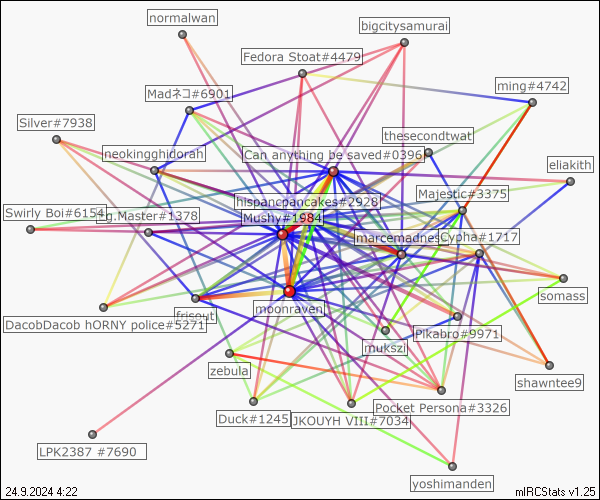 normalwan
bigcitysamurai
Fedora Stoat#4479
ming#4742
Madネコ#6901
Silver#7938
thesecondtwat
neokingghidorah
Can anything be saved#0396
eliakith
Majestic#3375
hispancpancakes#2928
Swirly Boi#6154
g.Master#1378
Mushy#1984
marcemadness
Cypha#1717
somass
moonraven
frisout
DacobDacob hORNY police#5271
Pikabro#9971
mukszi
zebula
shawntee9
Pocket Persona#3326
Duck#1245
JKOUYH VIII#7034
LPK2387 #7690
yoshimanden
24.9.2024 4:22
mIRCStats v1.25